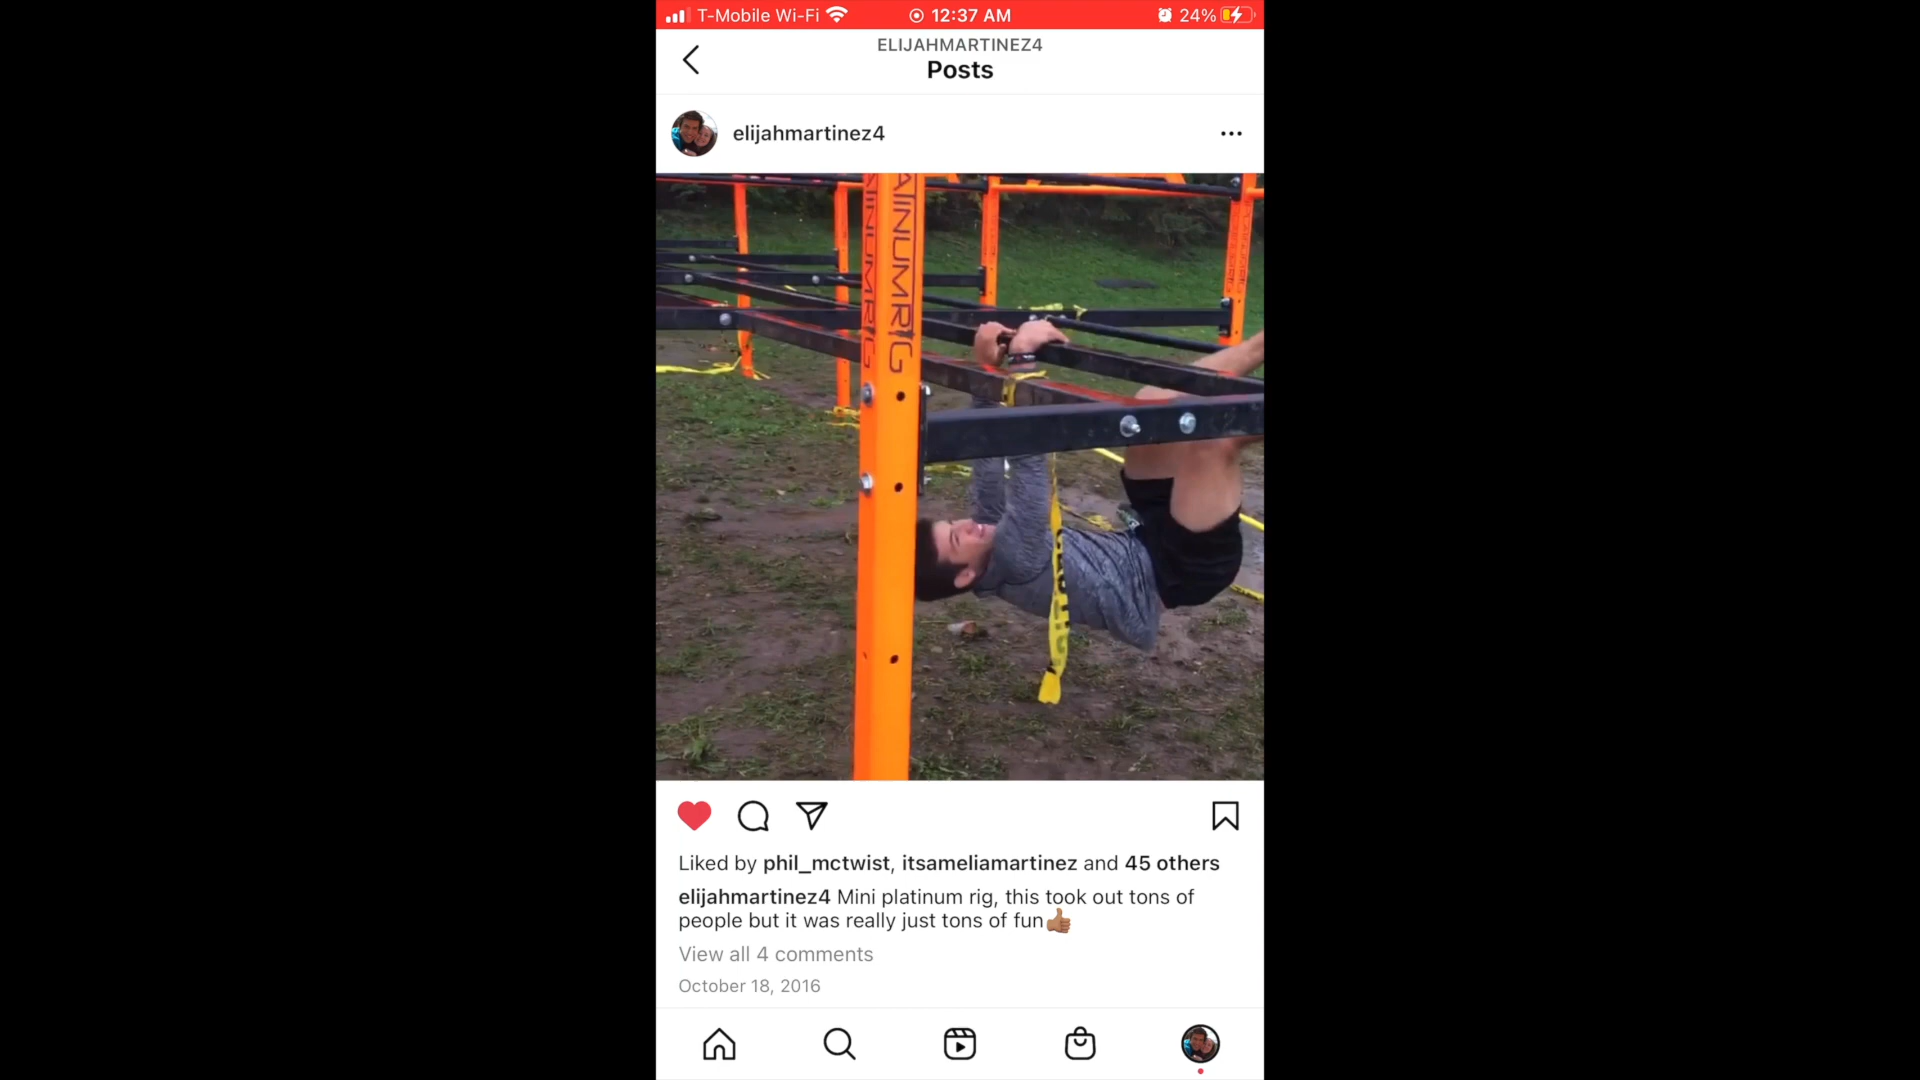 T-Mobile Wi-Fi 12:37 AM 24%
ELIJAHMARTINEZ4
Posts
elijahmartinez4
ATINUMRIG
Liked by phil_mctwist, itsameliamartinez and 45 others
elijahmartinez4 Mini platinum rig, this took out tons of
people but it was really just tons of fun👍🏽
View all 4 comments
October 18, 2016